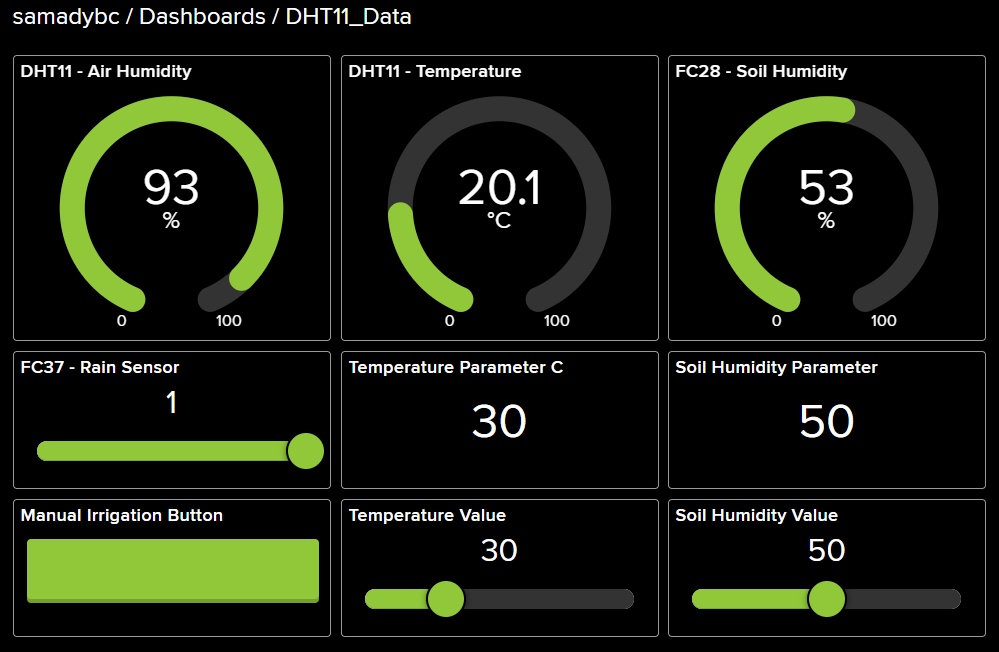 samadybc / Dashboards / DHT11_Data
DHT11 - Air Humidity
93
%
0
100
DHT11 - Temperature
20.1
°C
0
100
FC28 - Soil Humidity
53
%
0
100
FC37 - Rain Sensor
1
Temperature Parameter C
30
Soil Humidity Parameter
50
Manual Irrigation Button
Temperature Value
30
Soil Humidity Value
50